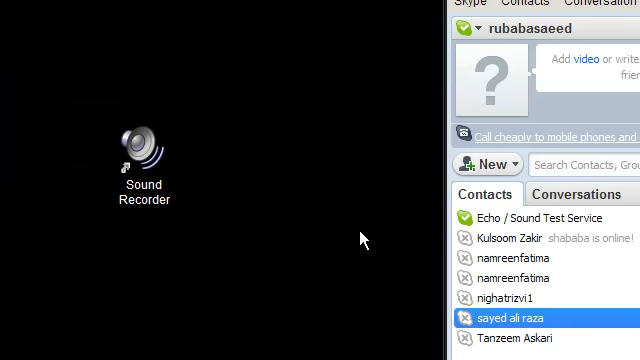 Skype Contacts Conversation
rubabasaeed
Add video or write
frien
Call cheaply to mobile phones and
New
Search Contacts, Grou
Contacts
Conversations
Echo / Sound Test Service
Kulsoom Zakir shababa is online!
namreenfatima
namreenfatima
nighatrizvi1
sayed ali raza
Tanzeem Askari
Sound
Recorder